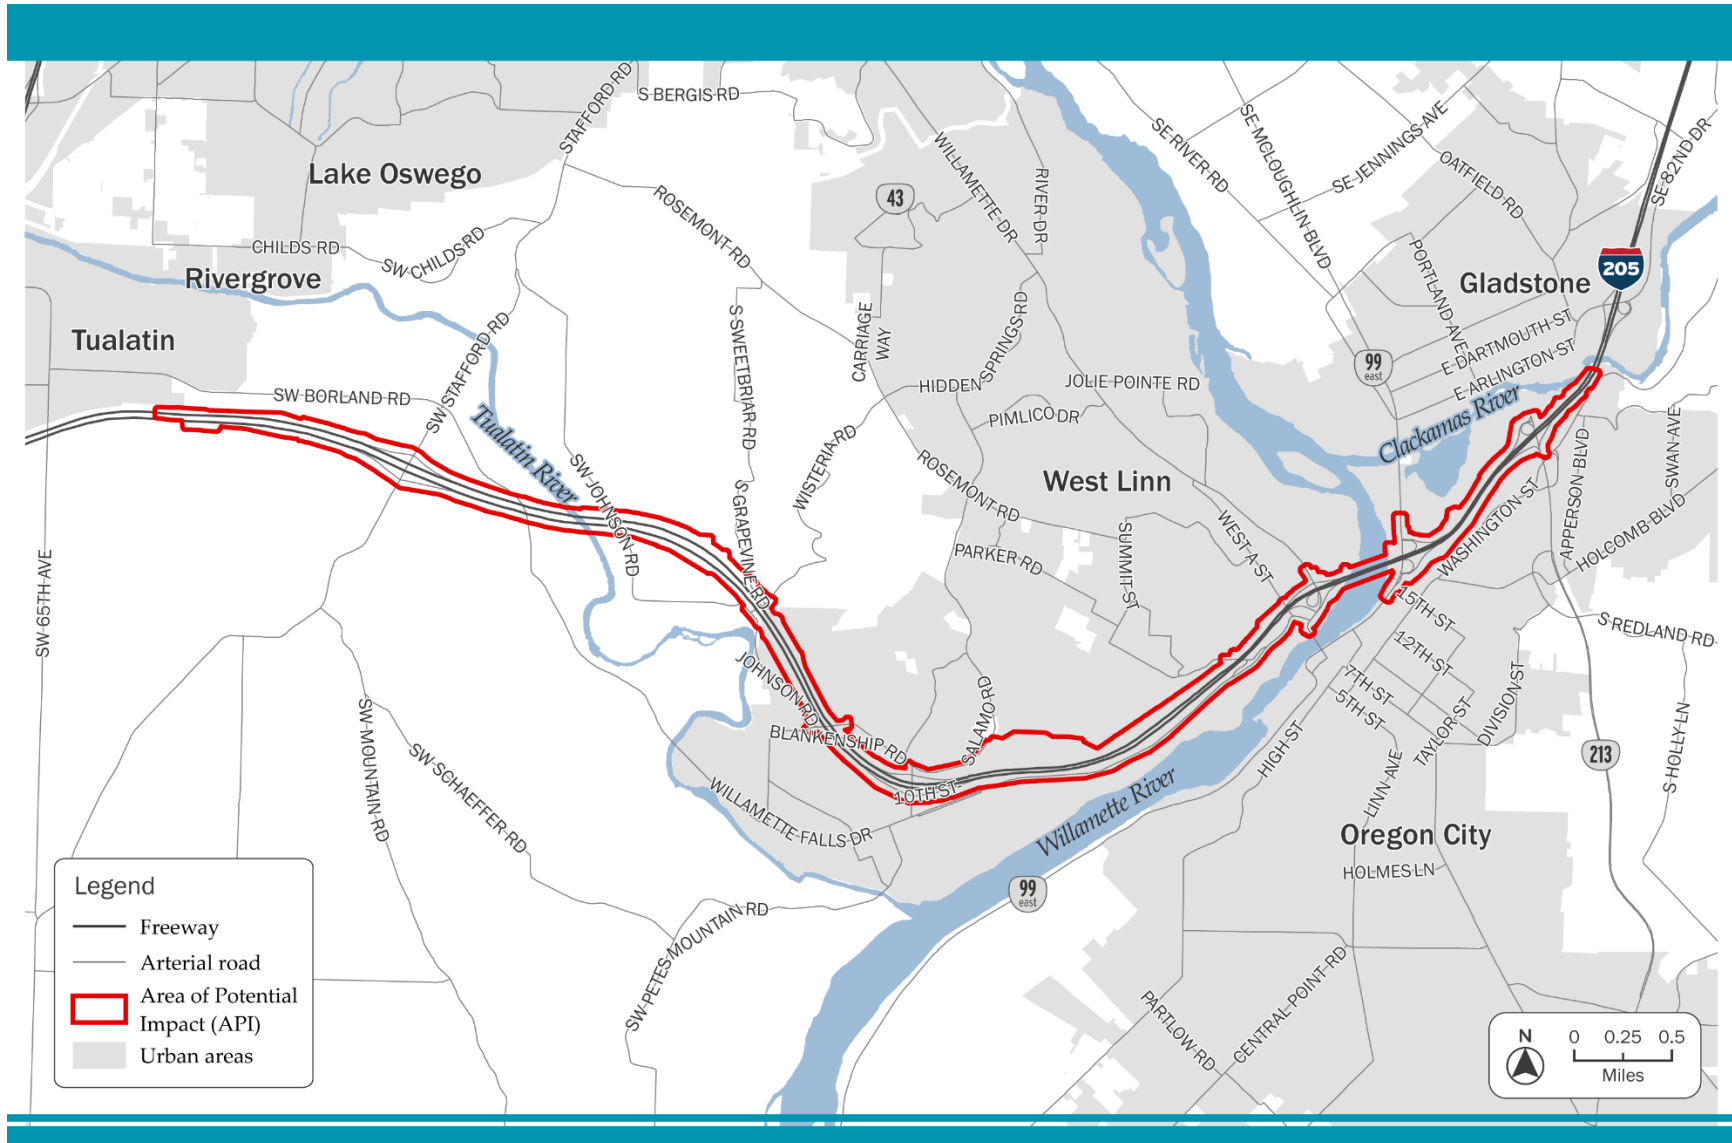 STAFFORD RD
S BERGIS RD
Lake Oswego
ROSEMONT RD
43
WILLAMETTE DR
RIVER DR
SE RIVER RD
SE MCLOUGHLIN BLVD
SE JENNINGS AVE
OATFIELD RD
SE 82ND DR
CHILDS RD
SW CHILDS RD
Rivergrove
Tualatin
SW STAFFORD RD
SW BORLAND RD
Tualatin River
S SWEETBRIAR RD
CARRIAGE
WAY
HIDDEN SPRINGS RD
JOLIE POINTE RD
PIMLICO DR
PORTLAND AVE
Gladstone
205
99
east
E DARTMOUTH ST
E ARLINGTON ST
Clackamas River
SW JOHNSON RD
S GRAPEVINE RD
WISTERIA RD
ROSEMONT RD
West Linn
PARKER RD
SUMMIT ST
WEST A ST
WASHINGTON ST
APPERSON BLVD
SWAN AVE
HOLCOMB BLVD
SW 65TH AVE
15TH ST
12TH ST
7TH ST
5TH ST
S REDLAND RD
JOHNSON RD
BLANKENSHIP RD
SALAMO RD
10TH ST
WILLAMETTE FALLS DR
SW MOUNTAIN RD
SW SCHAEFFER RD
SW PETES MOUNTAIN RD
Willamette River
HIGH ST
LINN AVE
TAYLOR ST
DIVISION ST
213
S HOLLY LN
Oregon City
HOLMES LN
99
east
PARTLOW RD
CENTRAL POINT RD
Legend
Freeway
Arterial road
Area of Potential
Impact (API)
Urban areas
N
0 0.25 0.5
Miles